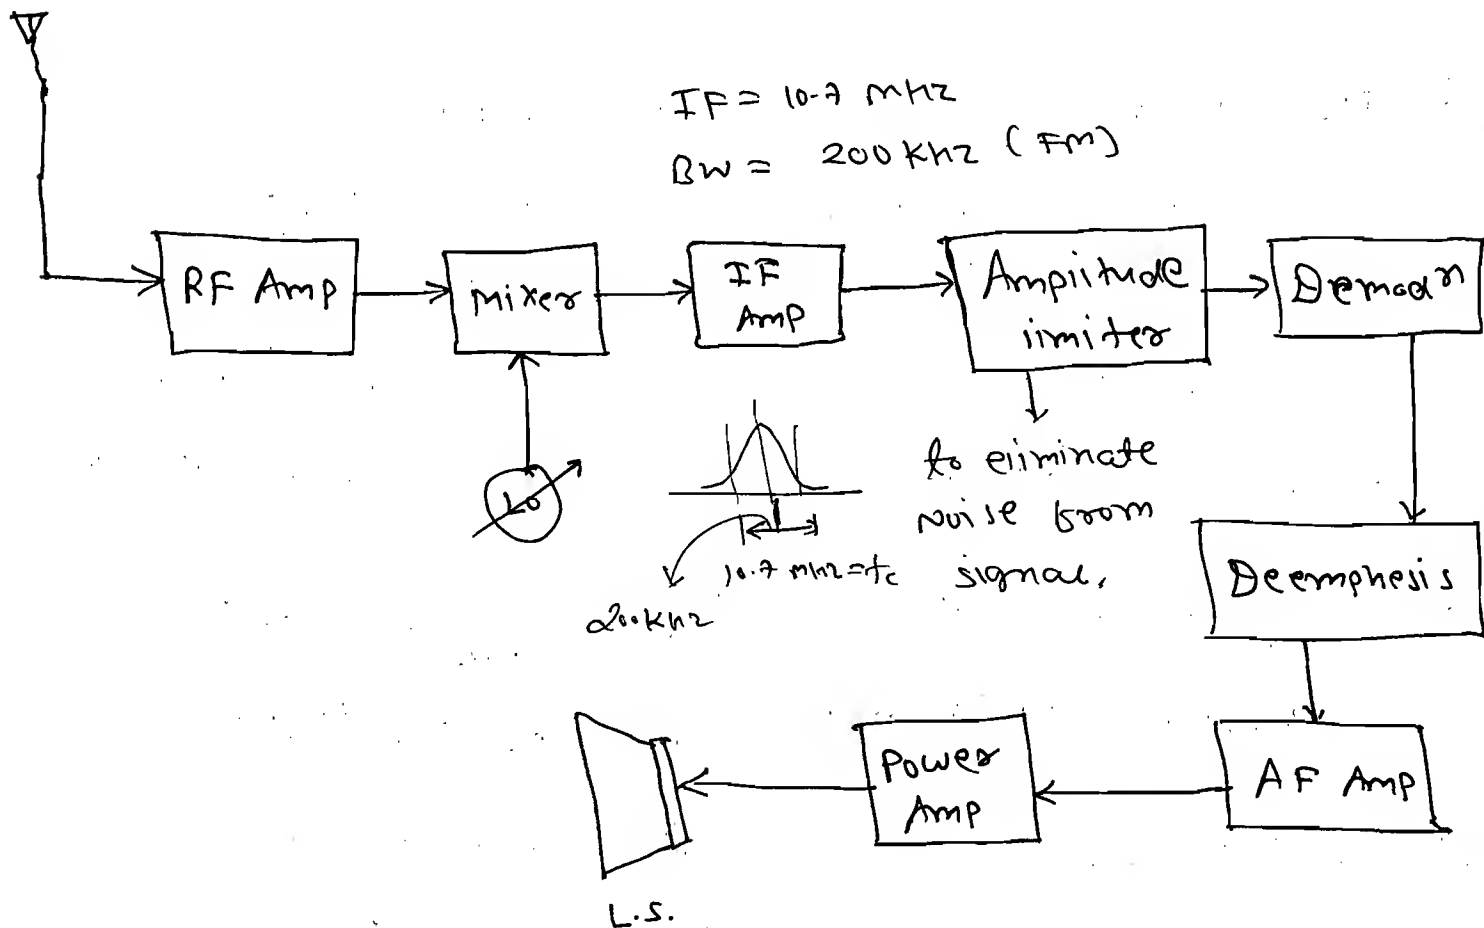 IF = 10.7 MHz
BW = 200 KHz (FM)
RF Amp
Mixer
IF
Amp
Amplitude
limiter
Demodn
LO
to eliminate
Noise from
signal.
10.7 MHz = fc
200 KHz
Deemphesis
AF Amp
Power
Amp
L.S.